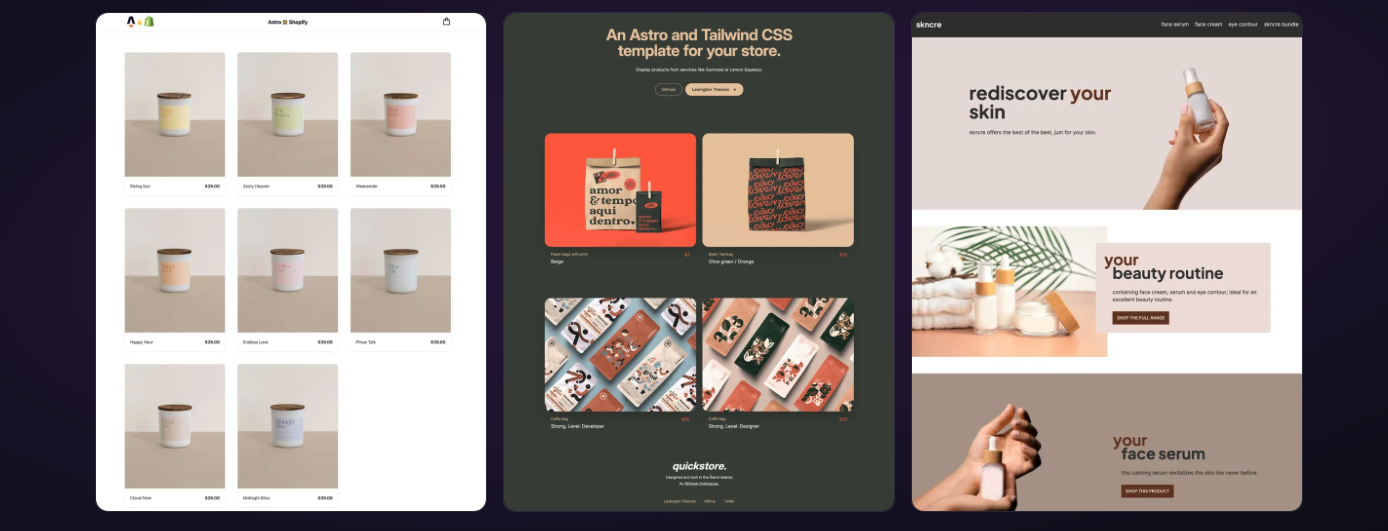 Astro Shopify
Rising Sun $39.00
Zesty Heaven $39.00
Weekender $39.00
Happy Hour $39.00
Endless Love $39.00
Pillow Talk $39.00
Cloud Nine $39.00
Midnight Bliss $39.00
An Astro and Tailwind CSS
template for your store.
Display products from services like Gumroad or Lemon Squeezy.
GitHub
Lexington Themes →
amor
& tempo
aqui
dentro.
Paper bags with print
Beige
Basic Tea bag
Olive green / Orange
Coffe bag
Strong. Level: Developer
Coffe bag
Strong. Level: Designer
quickstore.
Designed and built in the Åland Islands
by Michael Andreuzza.
Lexington Themes GitHub Twitter
skncre
face serum face cream eye contour skncre bundle
rediscover your
skin
skncre offers the best of the best, just for your skin.
your
beauty routine
containing face cream, serum and eye contour; ideal for an
excellent beauty routine.
SHOP THE FULL RANGE
your
face serum
this calming serum revitalizes the skin like never before.
SHOP THIS PRODUCT